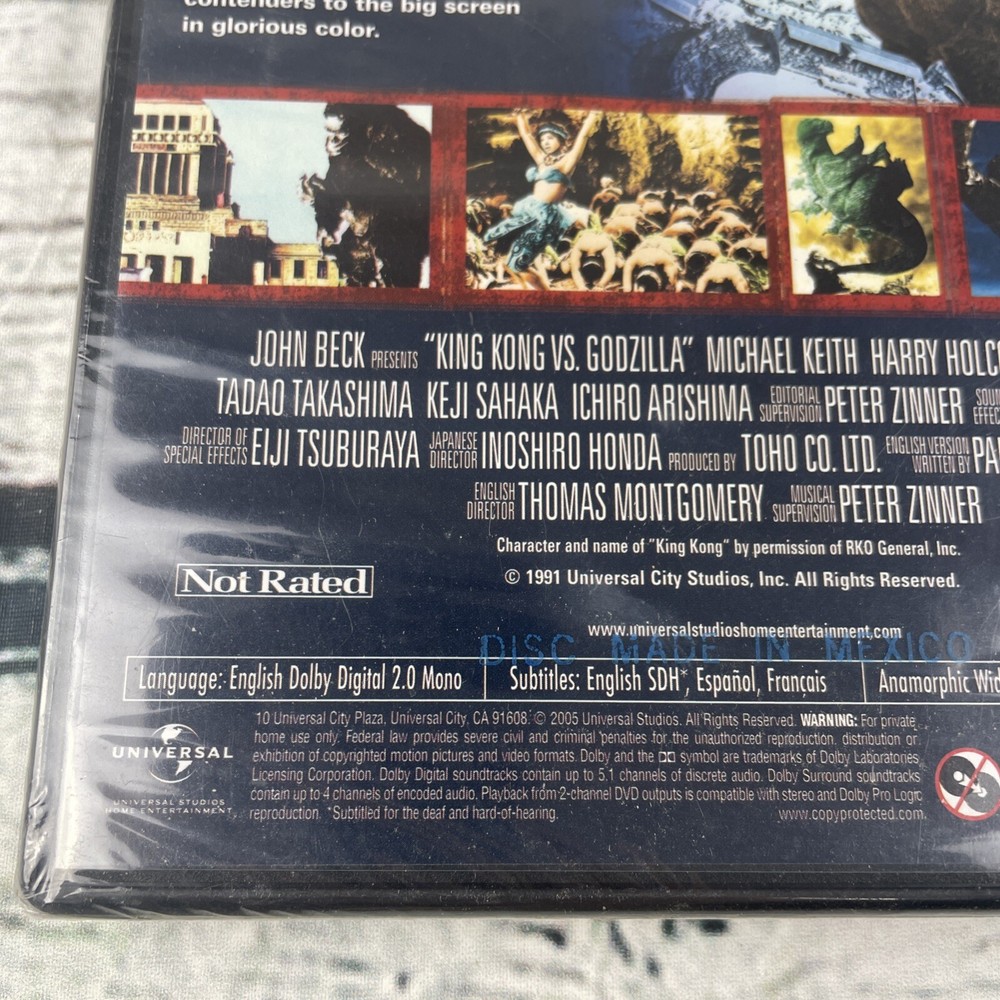 contenders to the big screen
in glorious color.
JOHN BECK PRESENTS "KING KONG VS. GODZILLA" MICHAEL KEITH HARRY HOLCO
TADAO TAKASHIMA KEJI SAHAKA ICHIRO ARISHIMA EDITORIAL SUPERVISION PETER ZINNER SOU EFFEC
DIRECTOR OF SPECIAL EFFECTS EIJI TSUBURAYA JAPANESE DIRECTOR INOSHIRO HONDA PRODUCED BY TOHO CO. LTD. ENGLISH VERSION WRITTEN BY PA
ENGLISH DIRECTOR THOMAS MONTGOMERY MUSICAL SUPERVISION PETER ZINNER
Character and name of "King Kong" by permission of RKO General, Inc.
Not Rated
© 1991 Universal City Studios, Inc. All Rights Reserved.
www.universalstudioshomeentertainment.com
DISC MADE IN MEXICO
Language: English Dolby Digital 2.0 Mono
Subtitles: English SDH*, Español, Français
Anamorphic Wid
10 Universal City Plaza, Universal City, CA 91608. © 2005 Universal Studios. All Rights Reserved. WARNING: For private
home use only. Federal law provides severe civil and criminal penalties for the unauthorized reproduction, distribution or
exhibition of copyrighted motion pictures and video formats. Dolby and the symbol are trademarks of Dolby Laboratories
Licensing Corporation. Dolby Digital soundtracks contain up to 5.1 channels of discrete audio. Dolby Surround soundtracks
contain up to 4 channels of encoded audio. Playback from 2-channel DVD outputs is compatible with stereo and Dolby Pro Logic
reproduction. *Subtitled for the deaf and hard-of-hearing.
www.copyprotected.com.
UNIVERSAL
UNIVERSAL STUDIOS
HOME ENTERTAINMENT